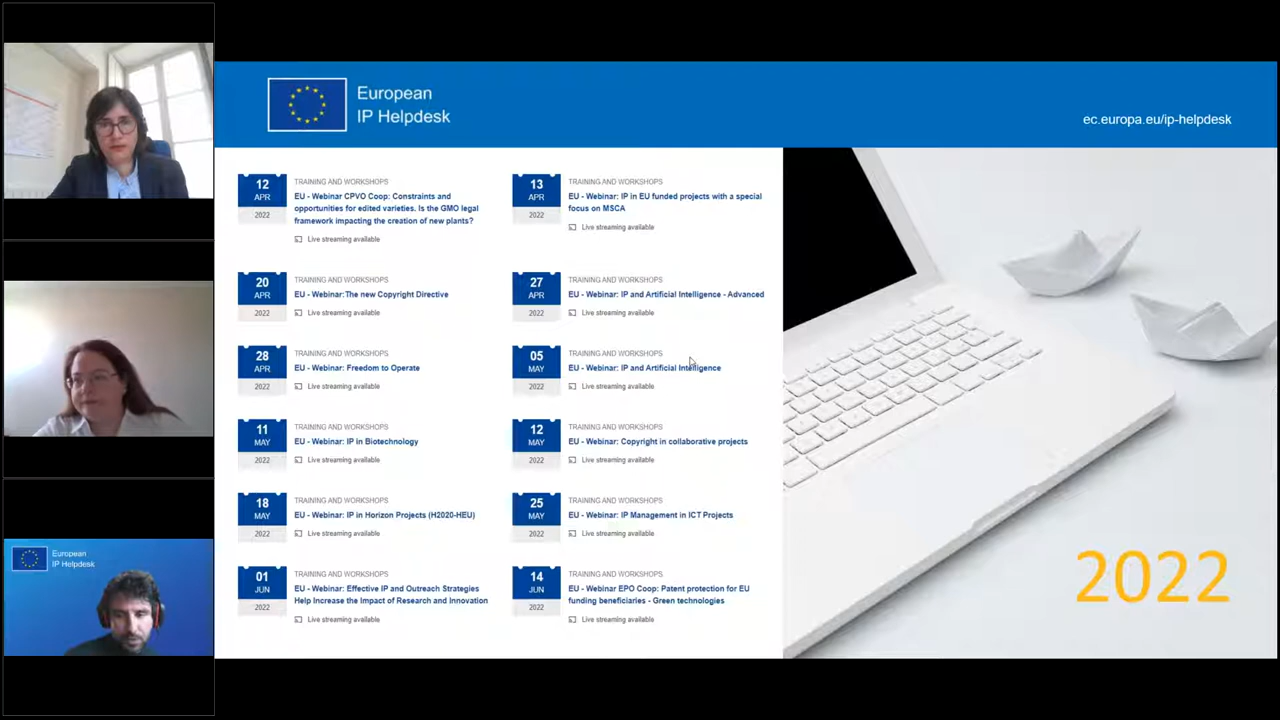 European
IP Helpdesk
ec.europa.eu/ip-helpdesk
12
APR
2022
TRAINING AND WORKSHOPS
EU - Webinar CPVO Coop: Constraints and
opportunities for edited varieties. Is the GMO legal
framework impacting the creation of new plants?
Live streaming available
13
APR
2022
TRAINING AND WORKSHOPS
EU - Webinar: IP in EU funded projects with a special
focus on MSCA
Live streaming available
20
APR
2022
TRAINING AND WORKSHOPS
EU - Webinar:The new Copyright Directive
Live streaming available
27
APR
2022
TRAINING AND WORKSHOPS
EU - Webinar: IP and Artificial Intelligence - Advanced
Live streaming available
28
APR
2022
TRAINING AND WORKSHOPS
EU - Webinar: Freedom to Operate
Live streaming available
05
MAY
2022
TRAINING AND WORKSHOPS
EU - Webinar: IP and Artificial Intelligence
Live streaming available
11
MAY
2022
TRAINING AND WORKSHOPS
EU - Webinar: IP in Biotechnology
Live streaming available
12
MAY
2022
TRAINING AND WORKSHOPS
EU - Webinar: Copyright in collaborative projects
Live streaming available
18
MAY
2022
TRAINING AND WORKSHOPS
EU - Webinar: IP in Horizon Projects (H2020-HEU)
Live streaming available
25
MAY
2022
TRAINING AND WORKSHOPS
EU - Webinar: IP Management in ICT Projects
Live streaming available
01
JUN
2022
TRAINING AND WORKSHOPS
EU - Webinar: Effective IP and Outreach Strategies
Help Increase the Impact of Research and Innovation
Live streaming available
14
JUN
2022
TRAINING AND WORKSHOPS
EU - Webinar EPO Coop: Patent protection for EU
funding beneficiaries - Green technologies
Live streaming available
2022
European
IP Helpdesk